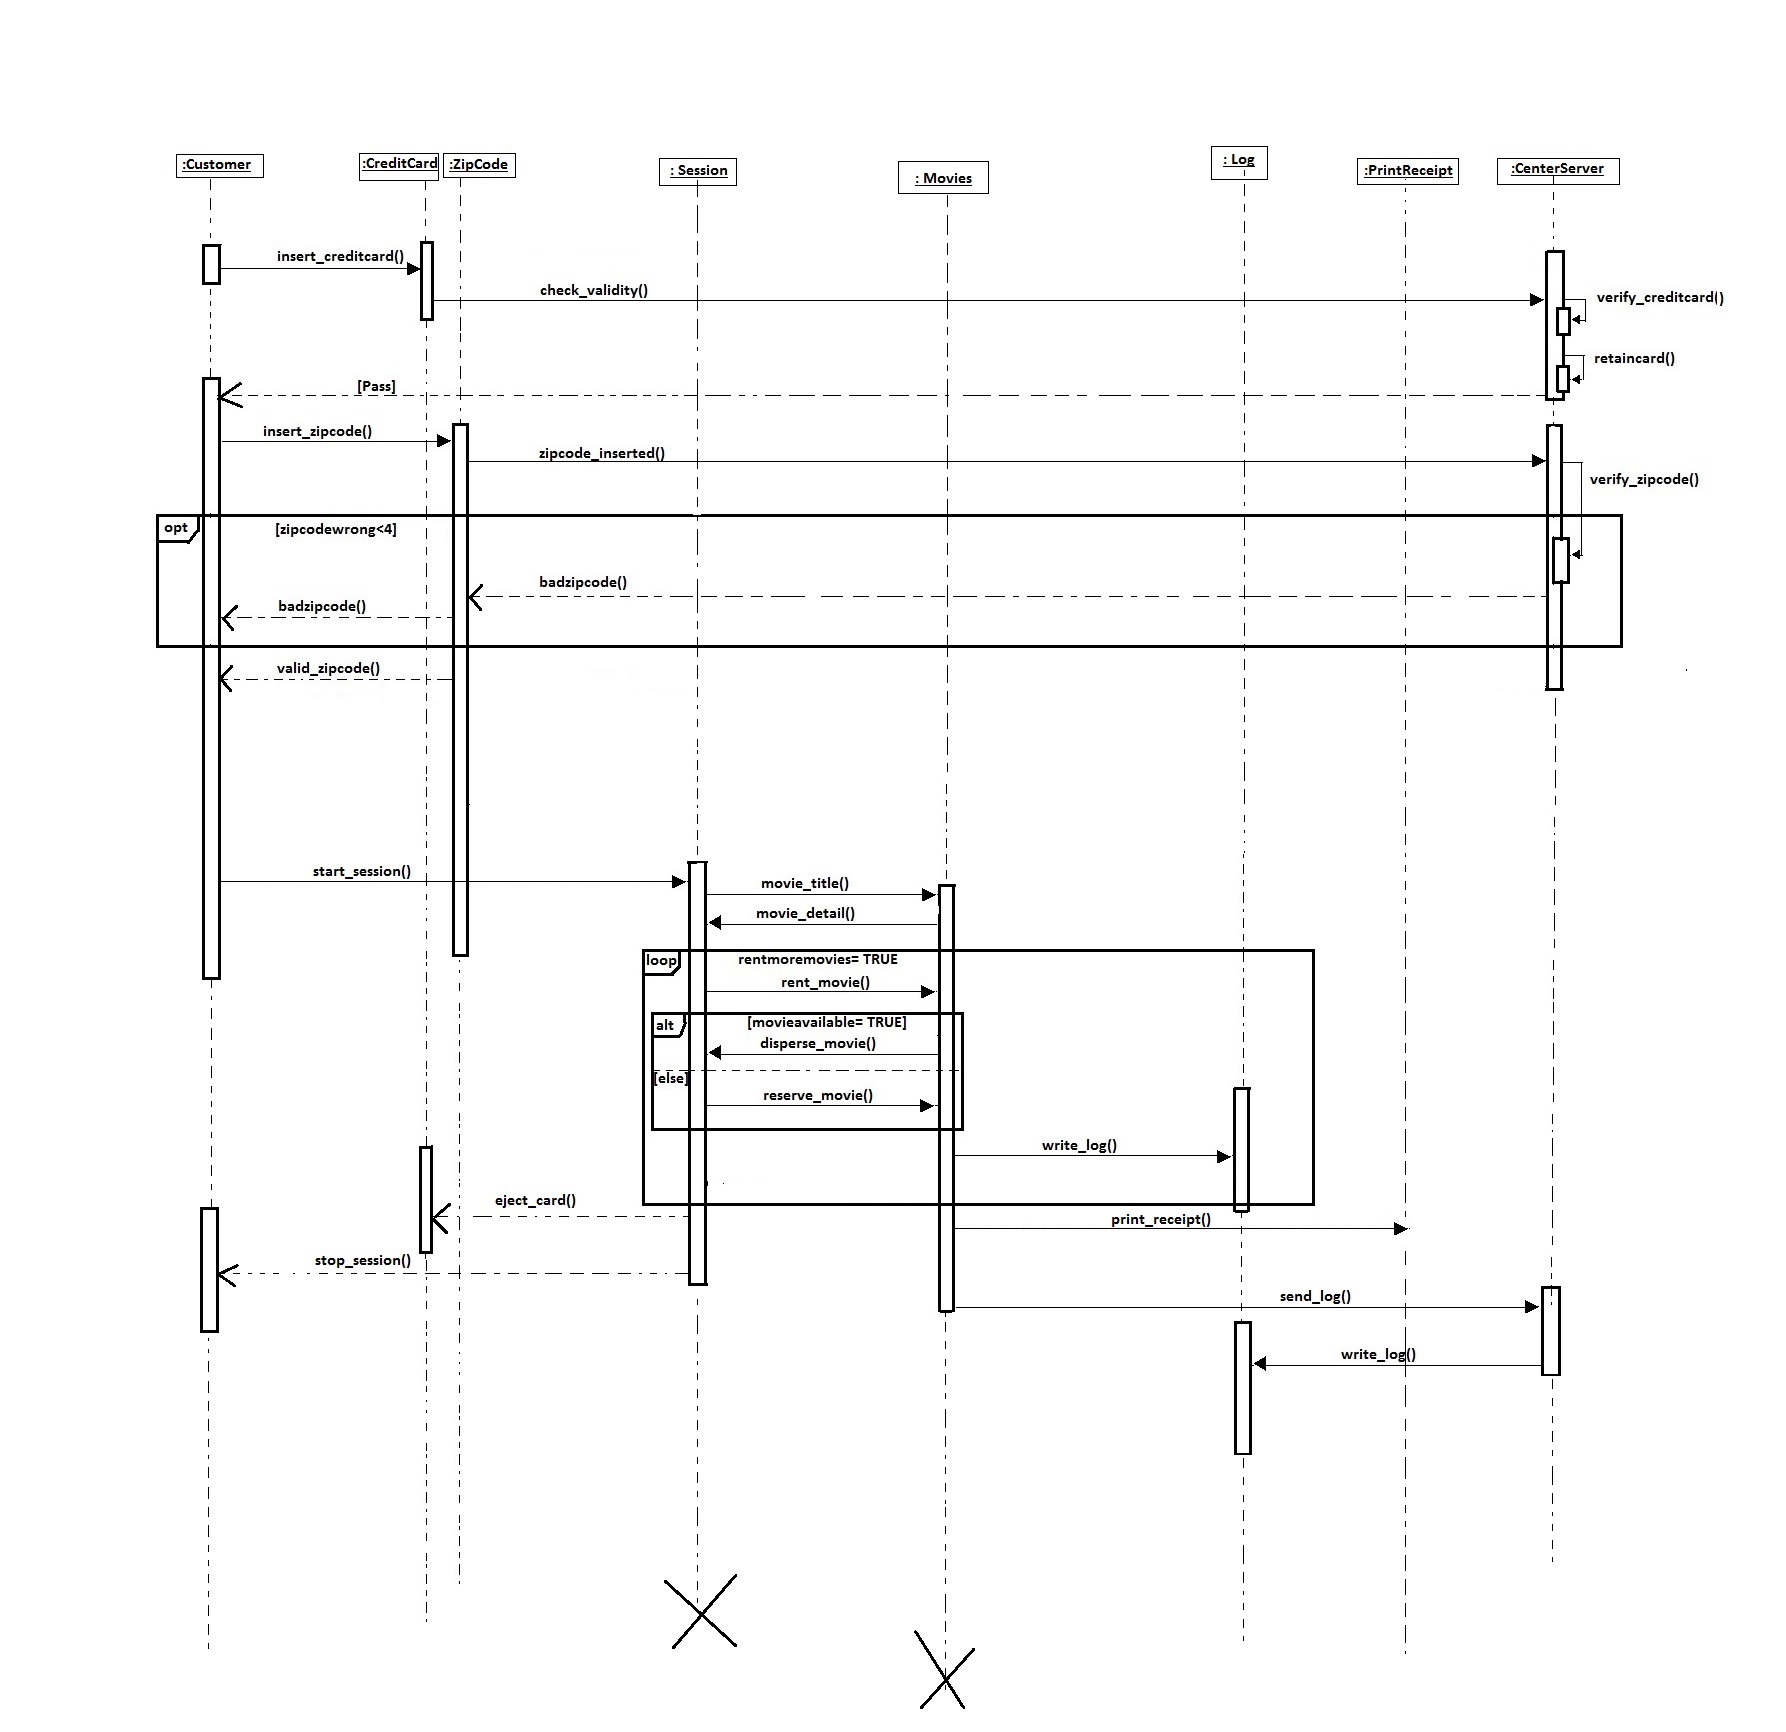 :Customer
:CreditCard
:ZipCode
: Session
: Movies
: Log
:PrintReceipt
:CenterServer
insert_creditcard()
check_validity()
verify_creditcard()
retaincard()
[Pass]
insert_zipcode()
zipcode_inserted()
verify_zipcode()
opt
[zipcodewrong<4]
badzipcode()
badzipcode()
valid_zipcode()
start_session()
movie_title()
movie_detail()
loop
rentmoremovies= TRUE
rent_movie()
alt
[movieavailable= TRUE]
disperse_movie()
[else]
reserve_movie()
write_log()
eject_card()
print_receipt()
stop_session()
send_log()
write_log()